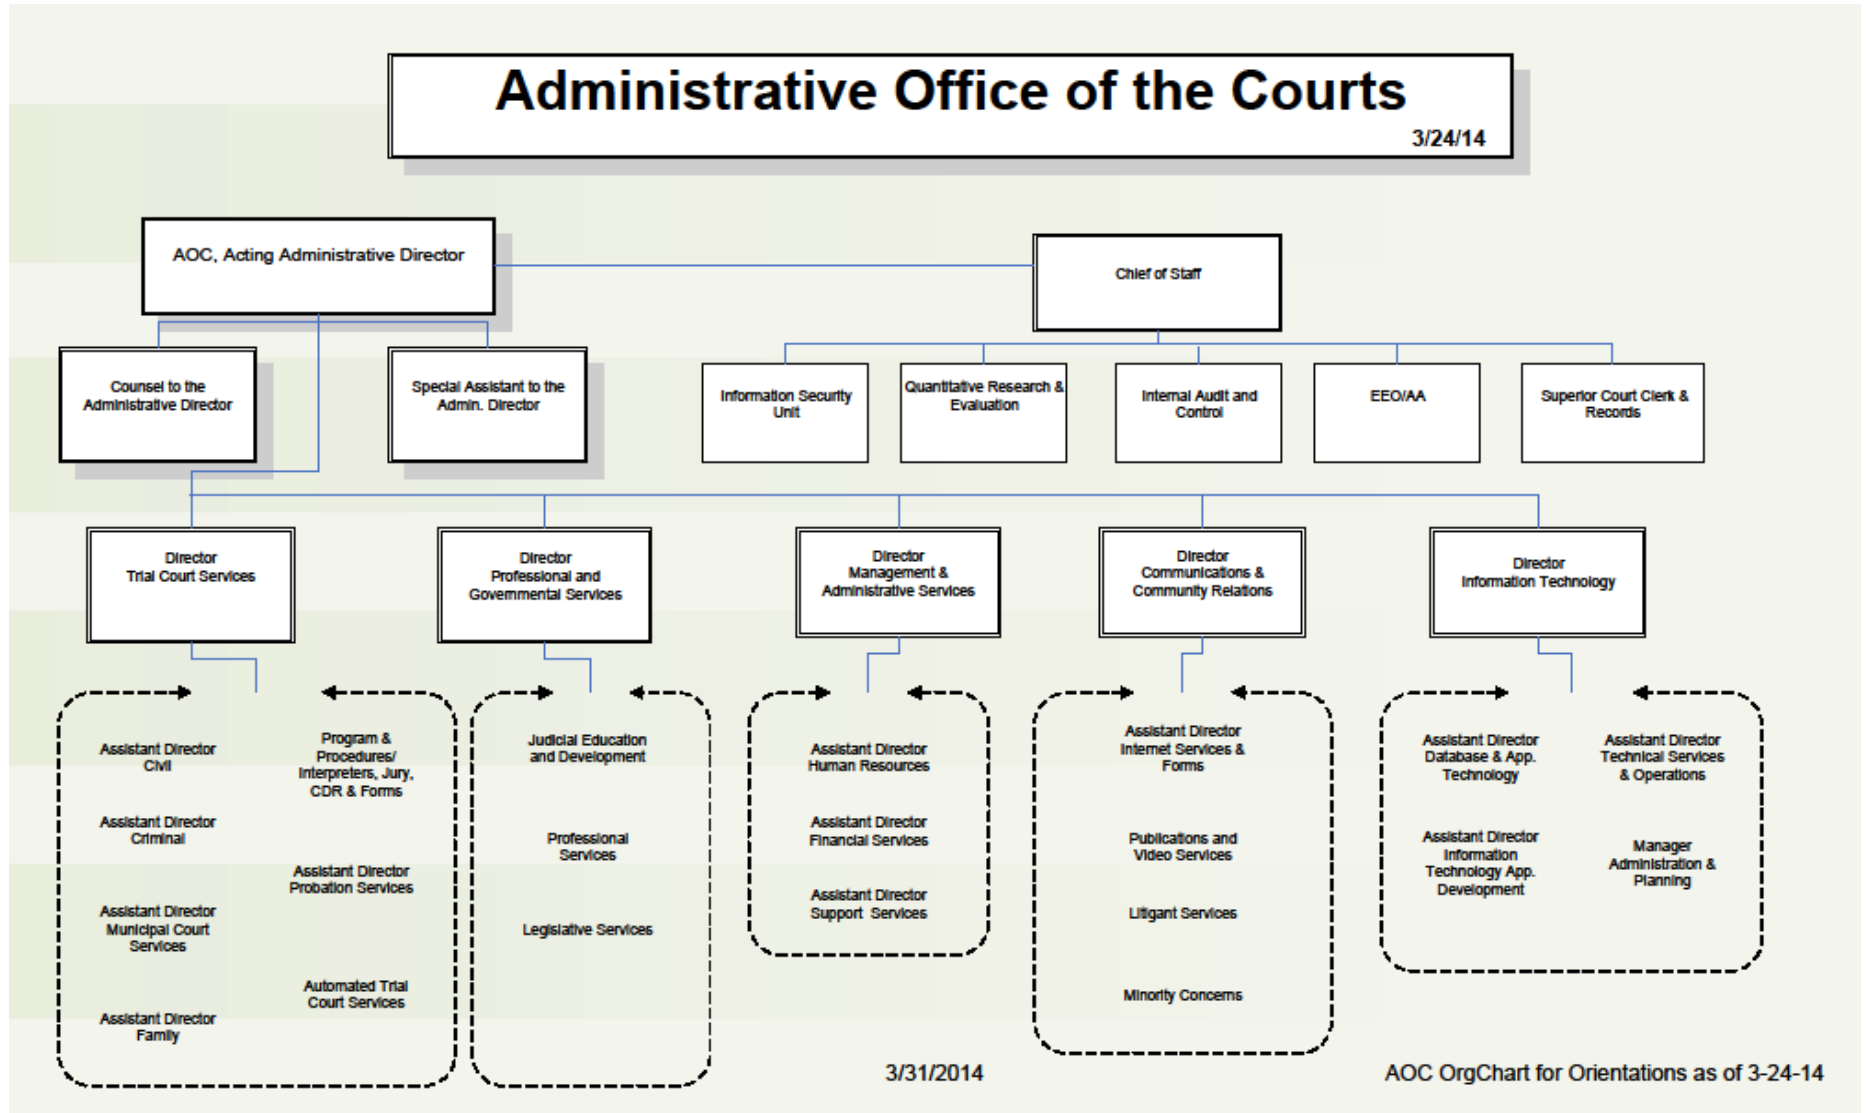 Administrative Office of the Courts
3/24/14
AOC, Acting Administrative Director
Chief of Staff
Counsel to the
Administrative Director
Special Assistant to the
Admin. Director
Information Security
Unit
Quantitative Research &
Evaluation
Internal Audit and
Control
EEO/AA
Superior Court Clerk &
Records
Director
Trial Court Services
Director
Professional and
Governmental Services
Director
Management &
Administrative Services
Director
Communications &
Community Relations
Director
Information Technology
Assistant Director
Civil
Assistant Director
Criminal
Assistant Director
Municipal Court
Services
Assistant Director
Family
Program &
Procedures/
Interpreters, Jury,
CDR & Forms
Assistant Director
Probation Services
Automated Trial
Court Services
Judicial Education
and Development
Professional
Services
Legislative Services
Assistant Director
Human Resources
Assistant Director
Financial Services
Assistant Director
Support Services
Assistant Director
Internet Services &
Forms
Publications and
Video Services
Litigant Services
Minority Concerns
Assistant Director
Database & App.
Technology
Assistant Director
Information
Technology App.
Development
Assistant Director
Technical Services
& Operations
Manager
Administration &
Planning
3/31/2014
AOC OrgChart for Orientations as of 3-24-14